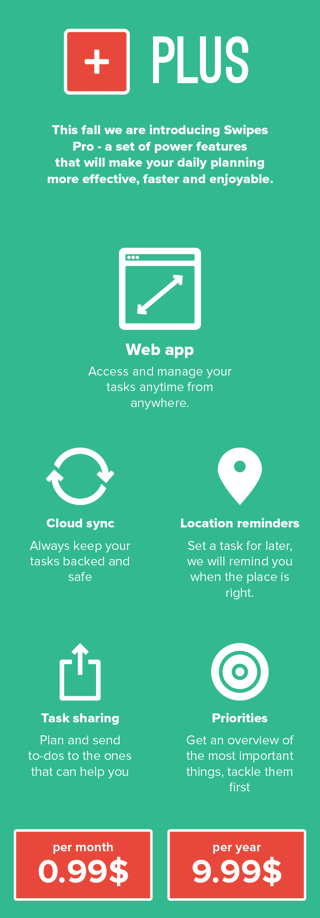 + PLUS
This fall we are introducing Swipes
Pro - a set of power features
that will make your daily planning
more effective, faster and enjoyable.
Web app
Access and manage your
tasks anytime from
anywhere.
Cloud sync
Always keep your
tasks backed and
safe
Location reminders
Set a task for later,
we will remind you
when the place is
right.
Task sharing
Plan and send
to-dos to the ones
that can help you
Priorities
Get an overview of
the most important
things, tackle them
first
per month
0.99$
per year
9.99$